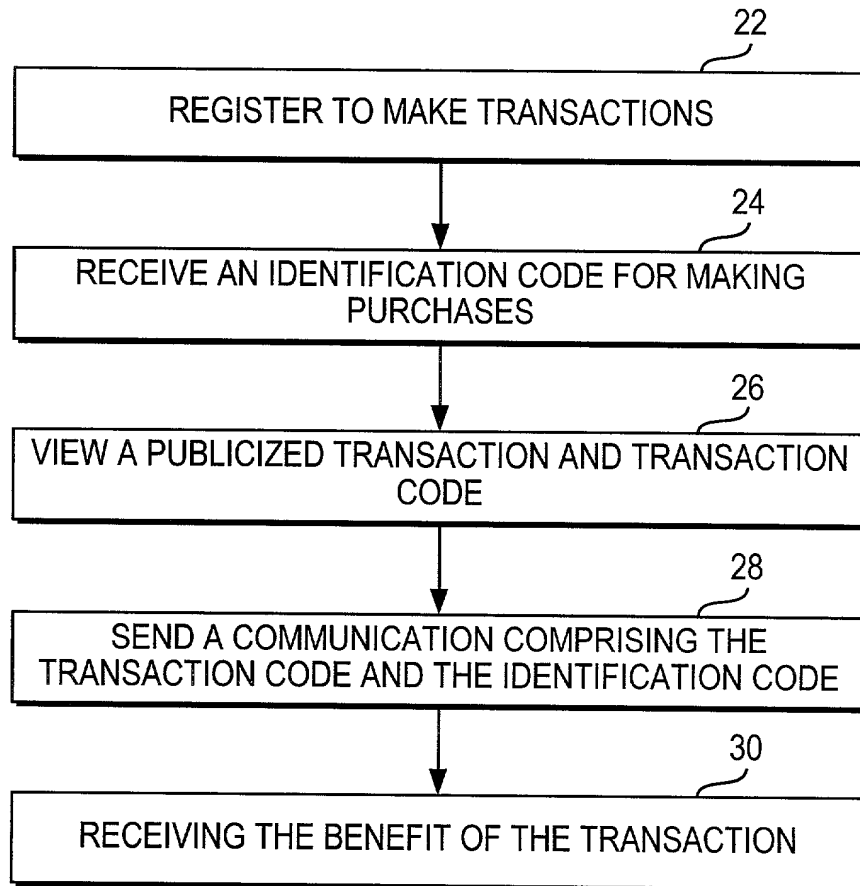 22
REGISTER TO MAKE TRANSACTIONS
24
RECEIVE AN IDENTIFICATION CODE FOR MAKING
PURCHASES
26
VIEW A PUBLICIZED TRANSACTION AND TRANSACTION
CODE
28
SEND A COMMUNICATION COMPRISING THE
TRANSACTION CODE AND THE IDENTIFICATION CODE
30
RECEIVING THE BENEFIT OF THE TRANSACTION